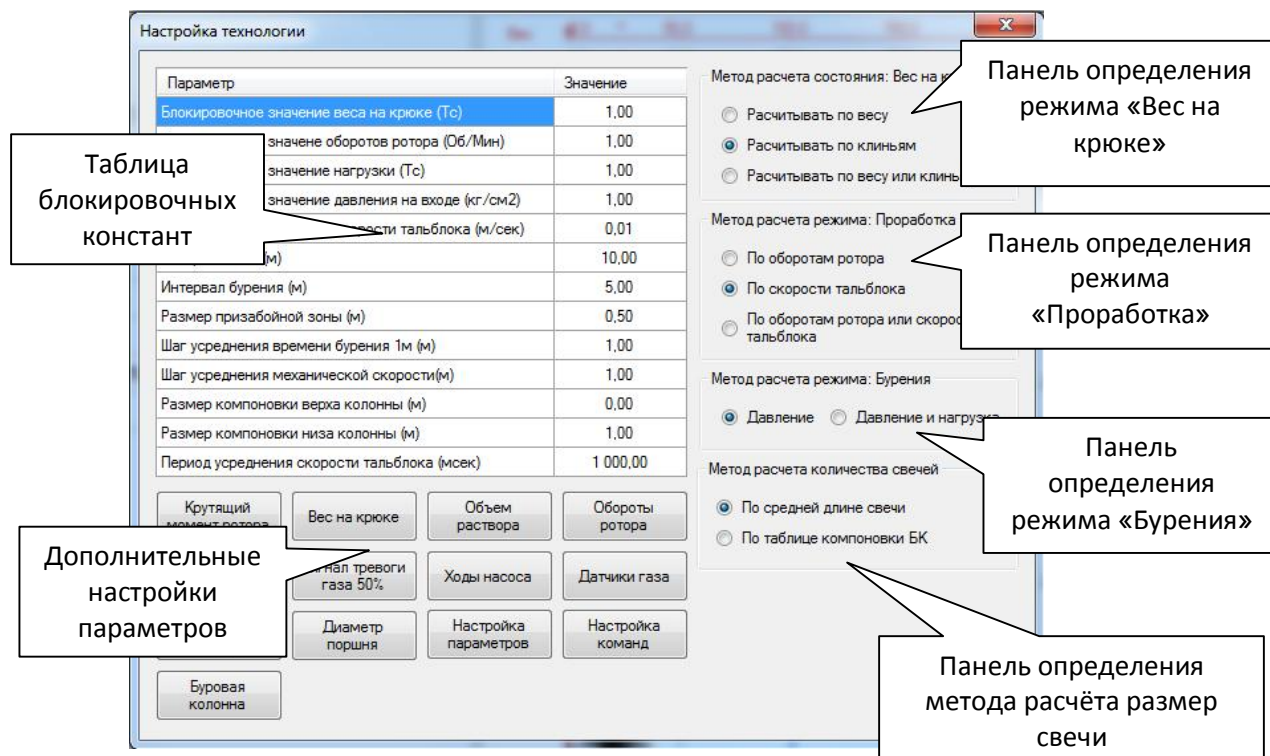 Настройка технологии
Параметр Значение
Блокировочное значение веса на крюке (Тс) 1,00
значене оборотов ротора (Об/Мин) 1,00
значение нагрузки (Тс) 1,00
значение давления на входе (кг/см2) 1,00
скорости тальблока (м/сек) 0,01
(м) 10,00
Интервал бурения (м) 5,00
Размер призабойной зоны (м) 0,50
Шаг усреднения времени бурения 1м (м) 1,00
Шаг усреднения механической скорости(м) 1,00
Размер компоновки верха колонны (м) 0,00
Размер компоновки низа колонны (м) 1,00
Период усреднения скорости тальблока (мсек) 1 000,00
Таблица
блокировочных
констант
Крутящий
момент ротора
Вес на крюке
Объем
раствора
Обороты
ротора
газа 50%
тревоги
Ходы насоса
Датчики газа
Диаметр
поршня
Настройка
параметров
Настройка
команд
Буровая
колонна
Дополнительные
настройки
параметров
Метод расчета состояния: Вес на
Расчитывать по весу
Расчитывать по клиньям
Расчитывать по весу или
Панель определения
режима «Вес на
крюке»
Метод расчета режима: Проработка
По оборотам ротора
По скорости тальблока
По оборотам ротора или
тальблока
Панель определения
режима
«Проработка»
Метод расчета режима: Бурения
Давление
Давление и нагрузка
Панель
определения
режима «Бурения»
Метод расчета количества свечей
По средней длине свечи
По таблице компоновки БК
Панель определения
метода расчёта размер
свечи